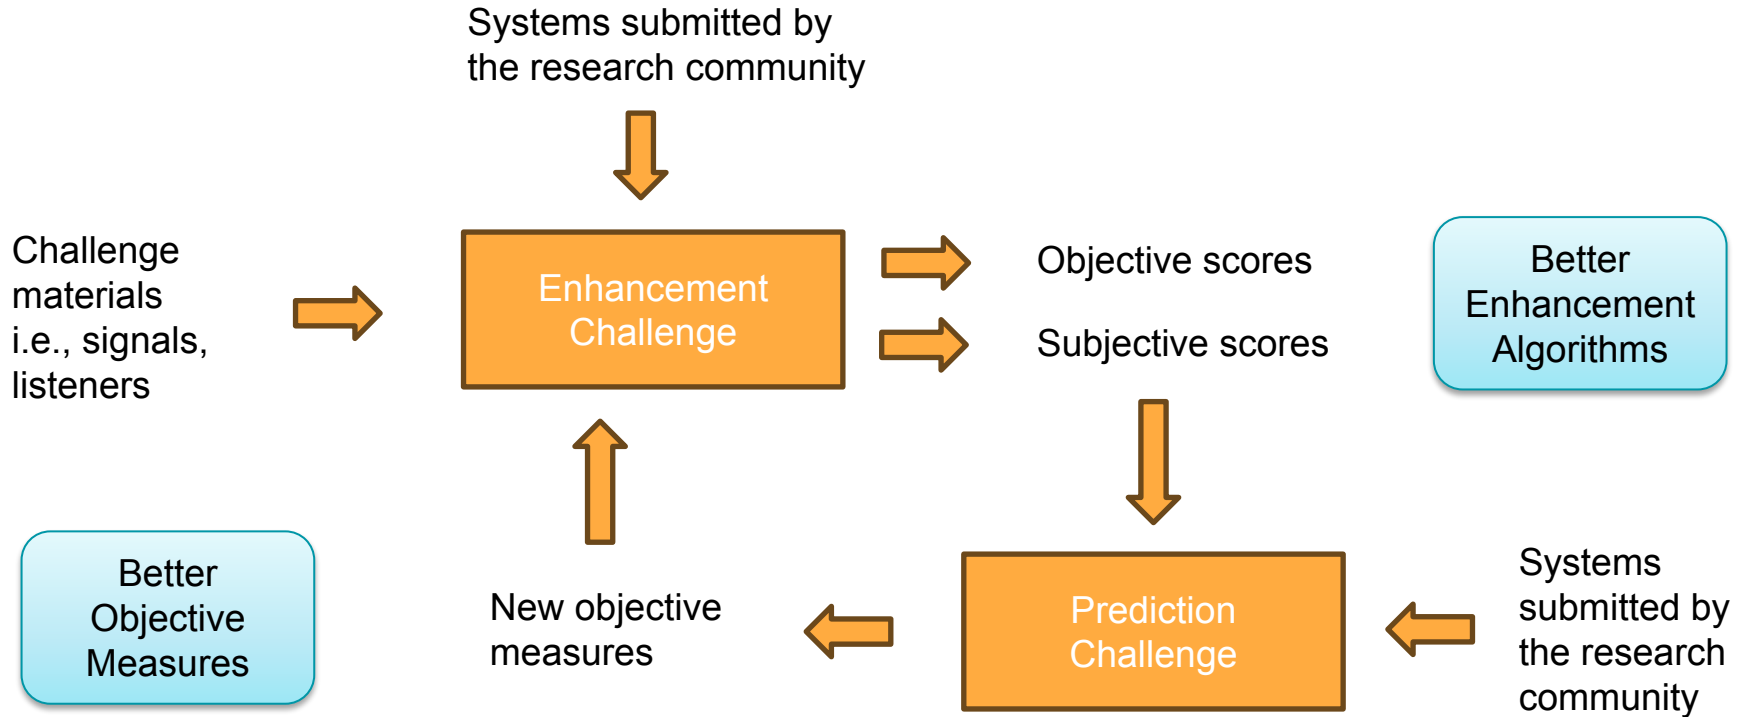 Systems submitted by
the research community
Challenge
materials
i.e., signals,
listeners
Enhancement
Challenge
Objective scores
Subjective scores
Better
Enhancement
Algorithms
Better
Objective
Measures
New objective
measures
Prediction
Challenge
Systems
submitted by
the research
community